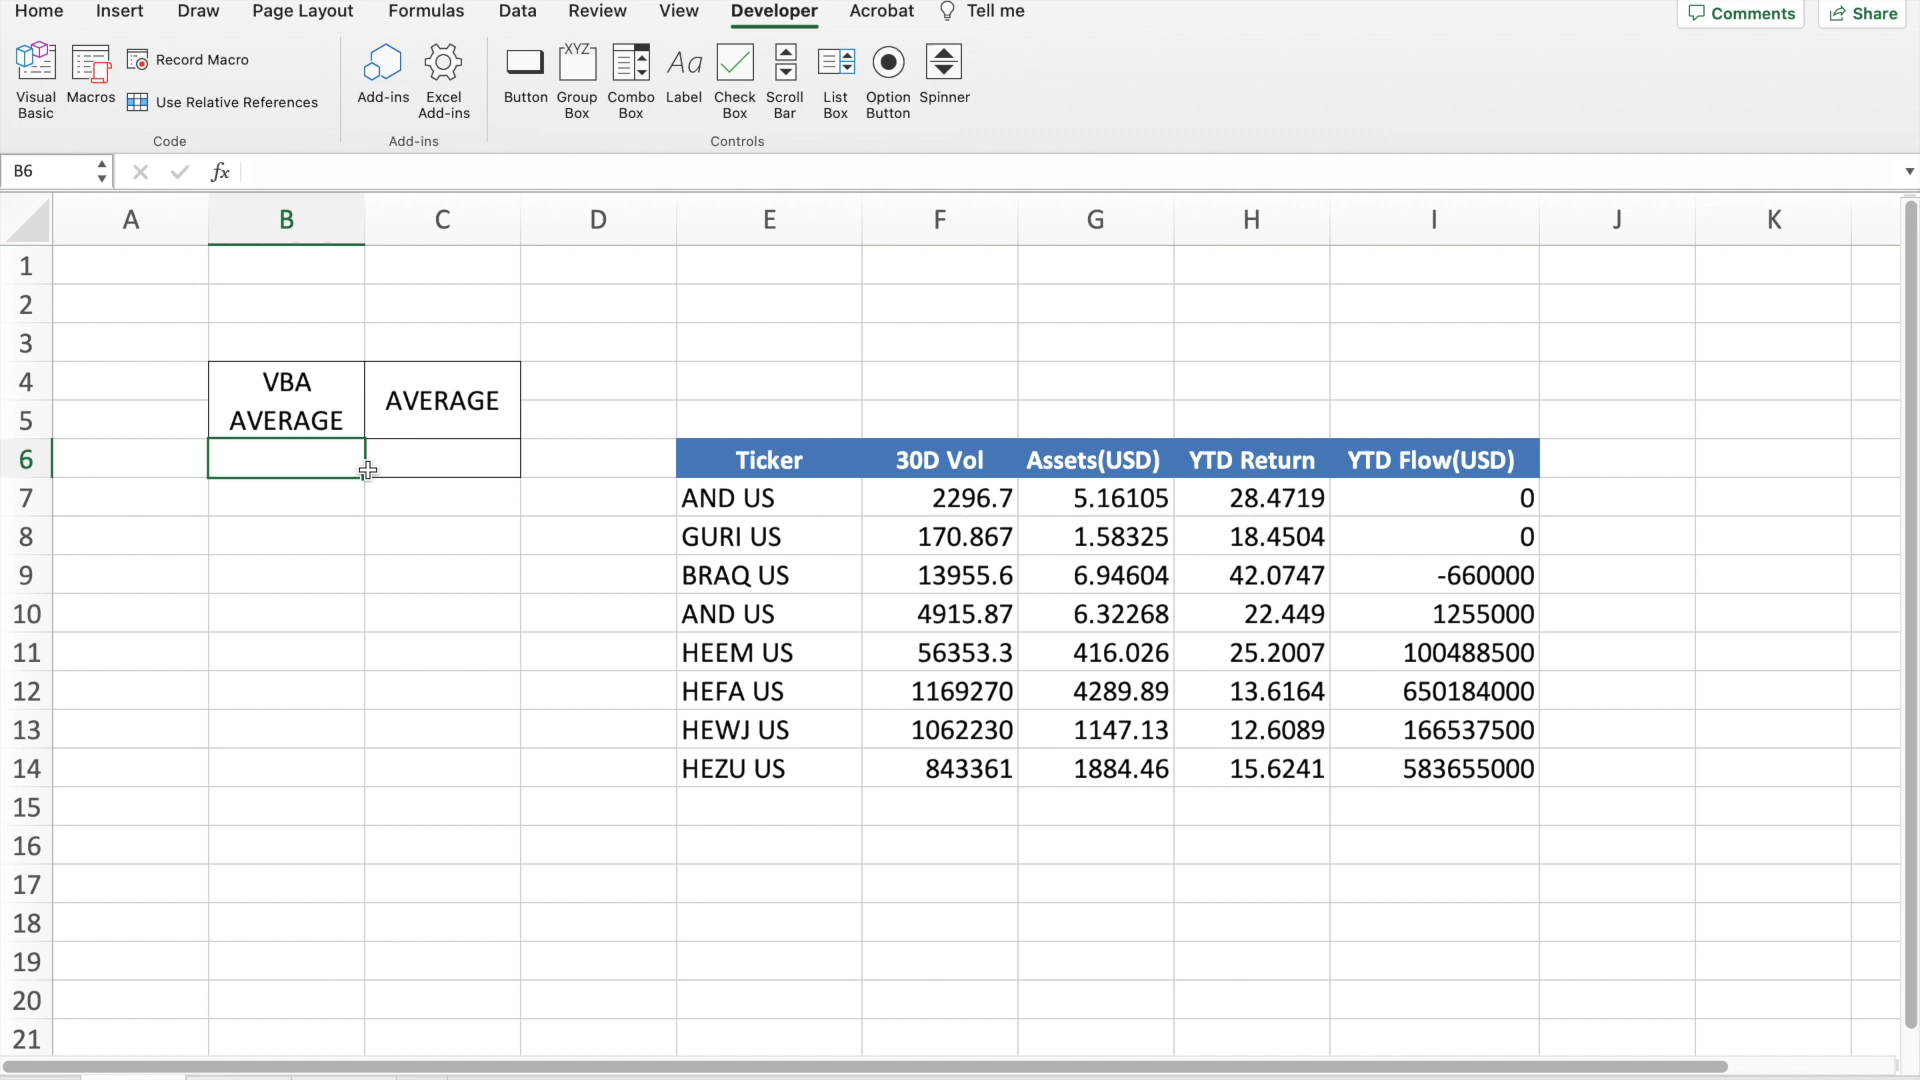 Home Insert Draw Page Layout Formulas Data Review View Developer Acrobat Tell me Comments Share
Visual Basic
Macros
Record Macro
Use Relative References
Code
Add-ins
Excel Add-ins
Add-ins
Button
Group Box
Combo Box
Label
Check Box
Scroll Bar
List Box
Option Button
Spinner
XYZ
Aa
Controls
B6 fx
A B C D E F G H I J K
1
2
3
4 VBA
5 AVERAGE AVERAGE
6 Ticker 30D Vol Assets(USD) YTD Return YTD Flow(USD)
7 AND US 2296.7 5.16105 28.4719 0
8 GURI US 170.867 1.58325 18.4504 0
9 BRAQ US 13955.6 6.94604 42.0747 -660000
10 AND US 4915.87 6.32268 22.449 1255000
11 HEEM US 56353.3 416.026 25.2007 100488500
12 HEFA US 1169270 4289.89 13.6164 650184000
13 HEWJ US 1062230 1147.13 12.6089 166537500
14 HEZU US 843361 1884.46 15.6241 583655000
15
16
17
18
19
20
21